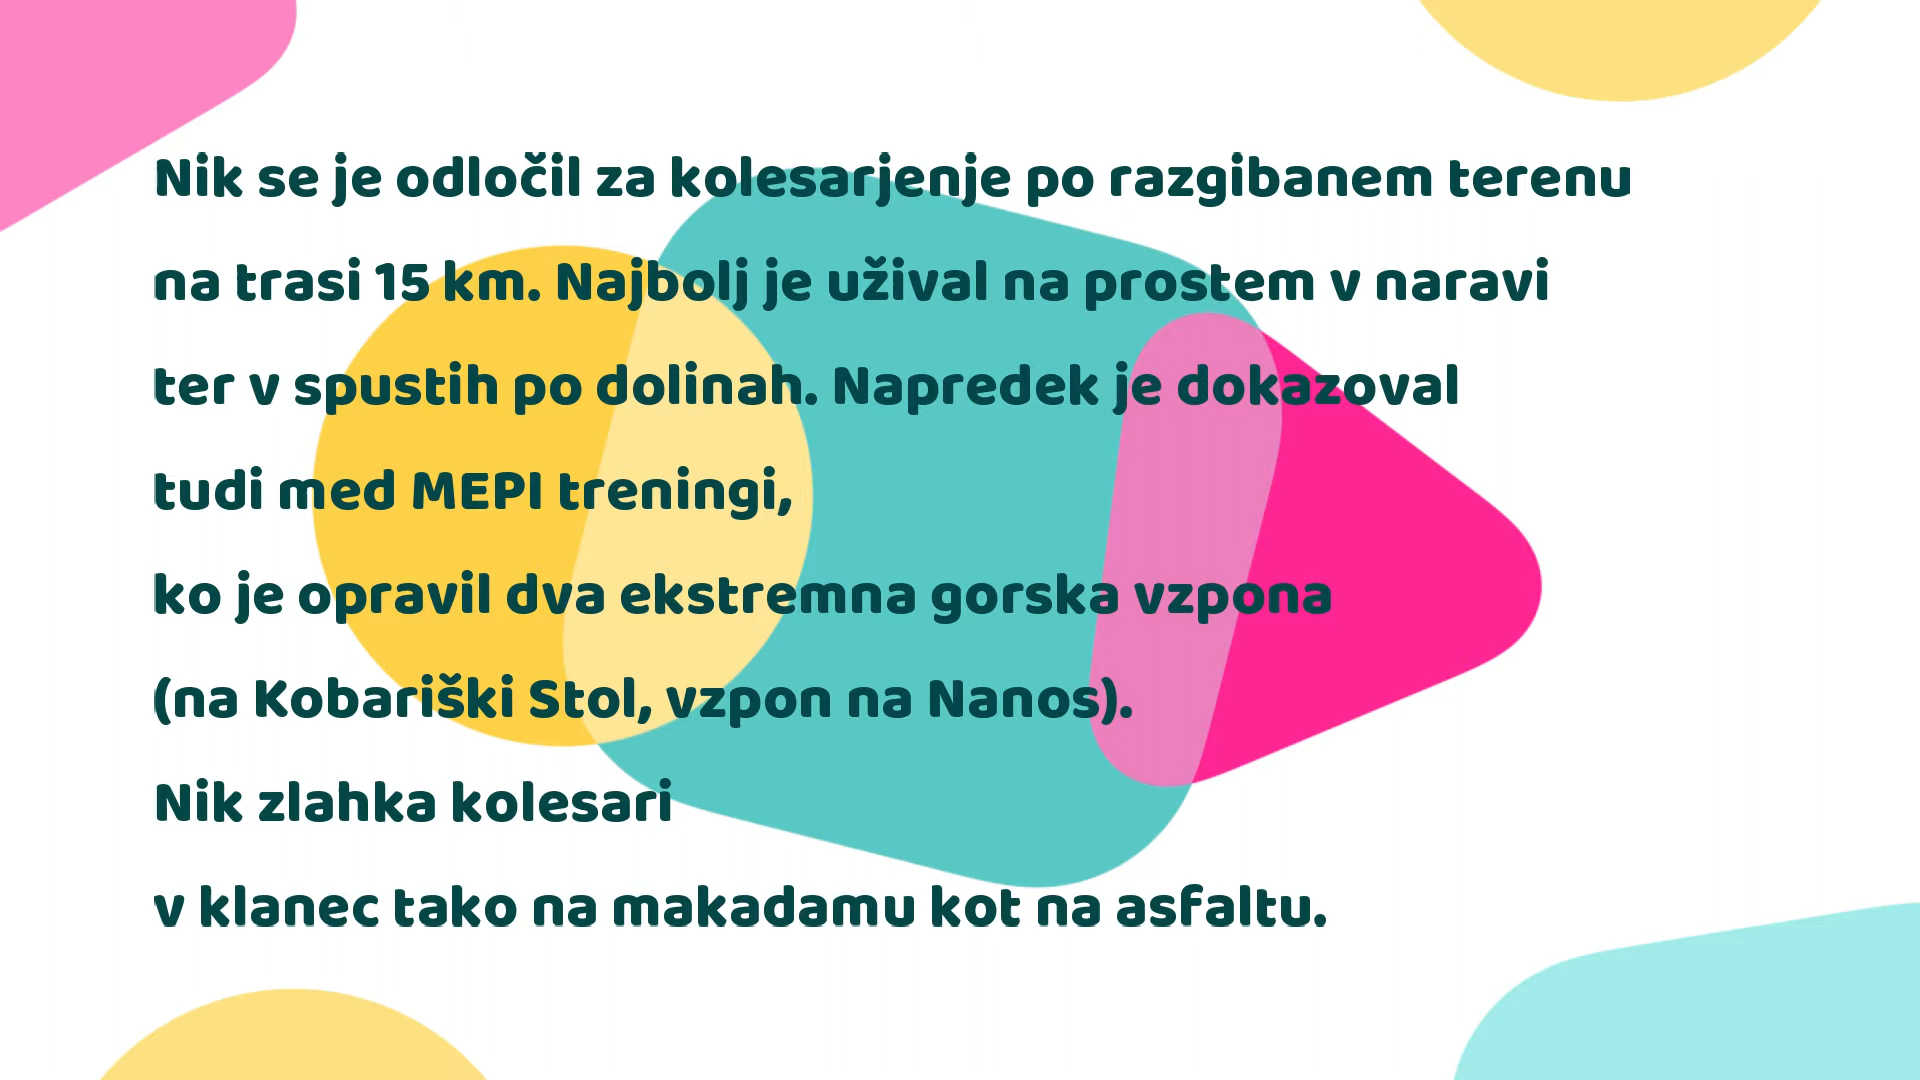 Nik se je odločil za kolesarjenje po razgibanem terenu
na trasi 15 km. Najbolj je užival na prostem v naravi
ter v spustih po dolinah. Napredek je dokazoval
tudi med MEPI treningi,
ko je opravil dva ekstremna gorska vzpona
(na Kobariški Stol, vzpon na Nanos).
Nik zlahka kolesari
v klanec tako na makadamu kot na asfaltu.